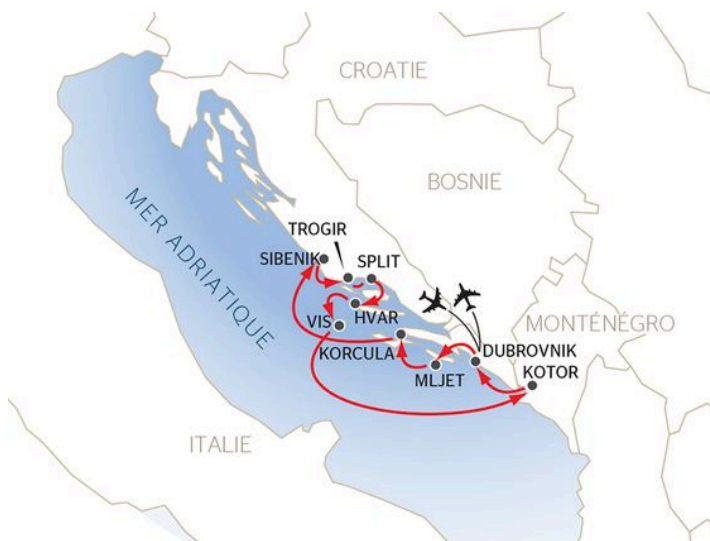 CROATIE
BOSNIE
MER ADRIATIQUE
TROGIR
SIBENIK
SPLIT
HVAR
VIS
MONTÉNÉGRO
KORCULA
DUBROVNIK
MLJET
KOTOR
ITALIE